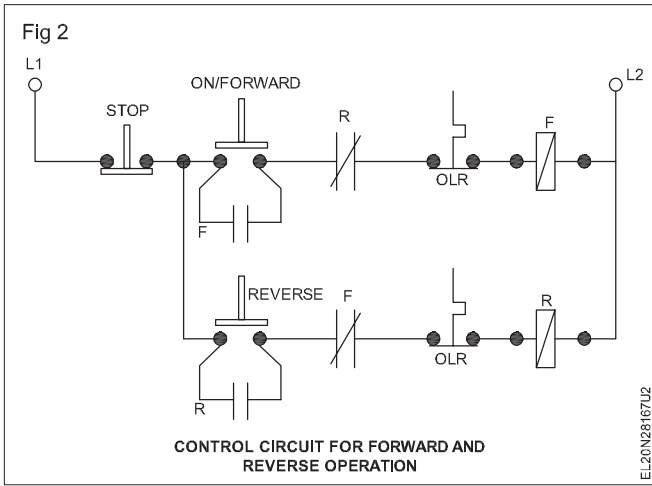 Fig 2
L1
L2
ON/FORWARD
STOP
R
F
OLR
F
REVERSE
F
R
OLR
R
CONTROL CIRCUIT FOR FORWARD AND
REVERSE OPERATION
EL20N28167U2